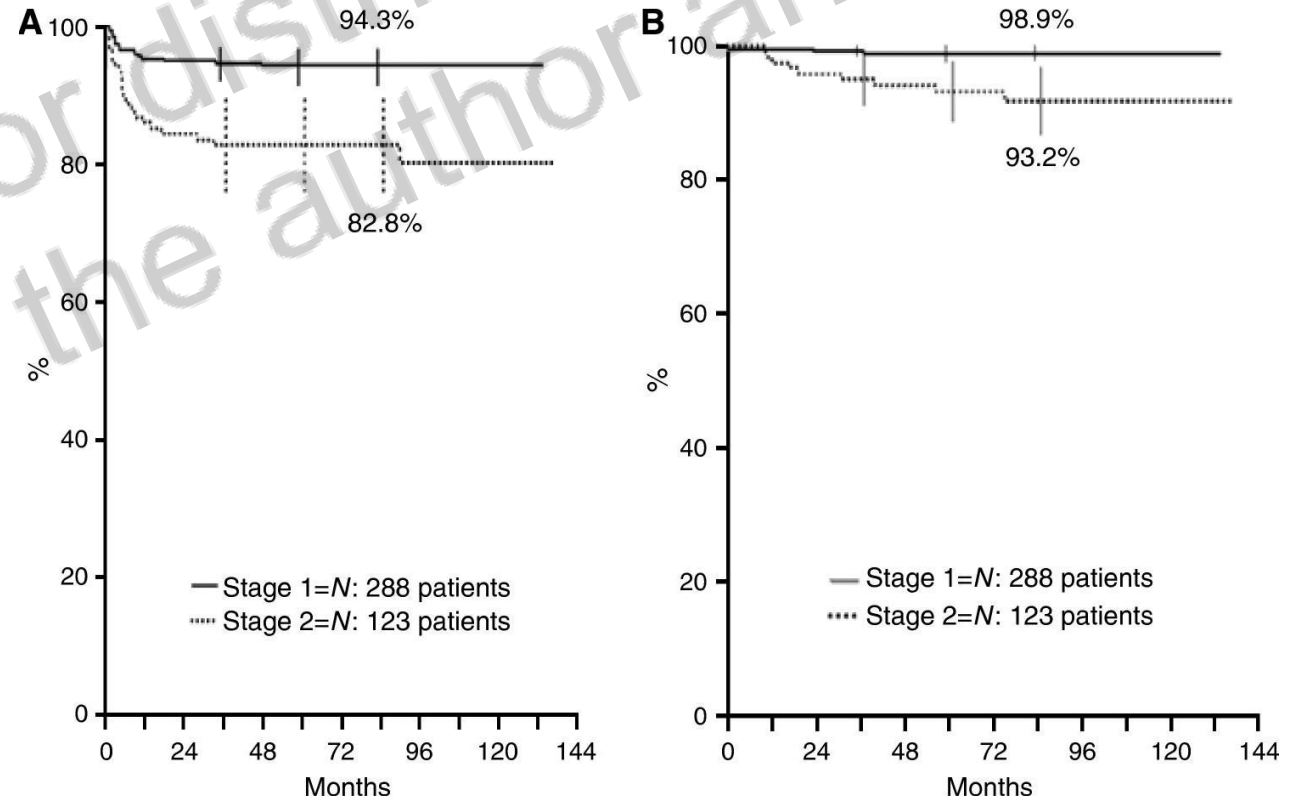 A
94.3%
100
80
60
40
20
0
%
82.8%
Stage 1=N: 288 patients
Stage 2=N: 123 patients
0 24 48 72 96 120 144
Months
B
98.9%
100
80
60
40
20
0
%
93.2%
Stage 1=N: 288 patients
Stage 2=N: 123 patients
0 24 48 72 96 120 144
Months
the author